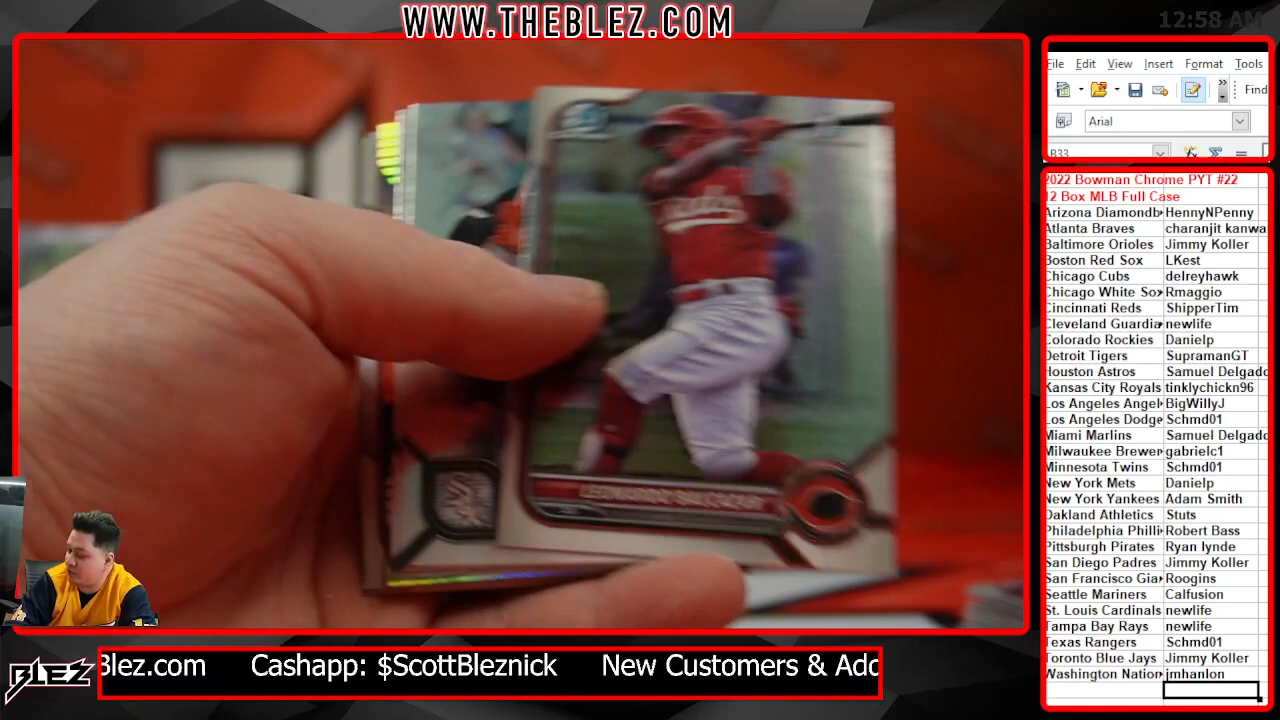 WWW.THEBLEZ.COM
12:58 AM
File Edit View Insert Format Tools
Find
Arial
B33
2022 Bowman Chrome PYT #22
12 Box MLB Full Case
Arizona Diamondb HennyNPenny
Atlanta Braves charanjit kanwa
Baltimore Orioles Jimmy Koller
Boston Red Sox LKest
Chicago Cubs delreyhawk
Chicago White Sox Rmaggio
Cincinnati Reds ShipperTim
Cleveland Guardia newlife
Colorado Rockies Danielp
Detroit Tigers SupramanGT
Houston Astros Samuel Delgado
Kansas City Royals tinklychickn96
Los Angeles Angel BigWillyJ
Los Angeles Dodge Schmd01
Miami Marlins Samuel Delgado
Milwaukee Brewer gabrielc1
Minnesota Twins Schmd01
New York Mets Danielp
New York Yankees Adam Smith
Oakland Athletics Stuts
Philadelphia Philli Robert Bass
Pittsburgh Pirates Ryan lynde
San Diego Padres Jimmy Koller
San Francisco Gia Roogins
Seattle Mariners Calfusion
St. Louis Cardinals newlife
Tampa Bay Rays newlife
Texas Rangers Schmd01
Toronto Blue Jays Jimmy Koller
Washington Nation jmhanlon
BLEZ
Blez.com Cashapp: $ScottBleznick New Customers & Add